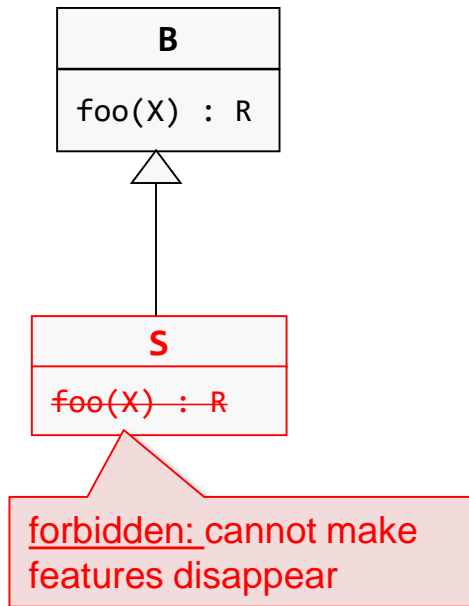 B
foo(X) : R
S
foo(X) : R
forbidden: cannot make
features disappear